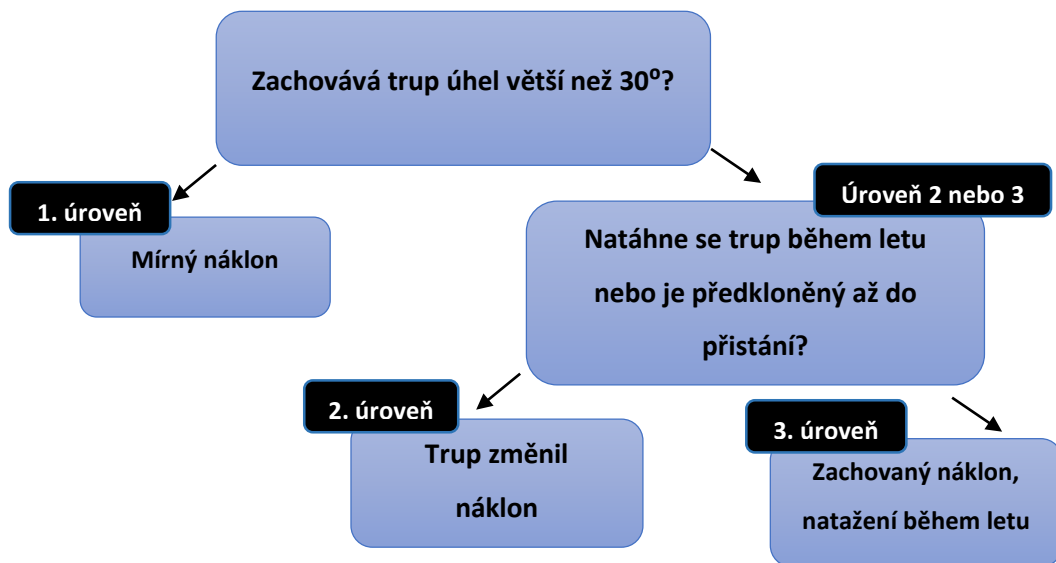 Zachovává trup úhel větší než 30⁰?
1. úroveň
Mírný náklon
Úroveň 2 nebo 3
Natáhne se trup během letu
nebo je předkloněný až do
přistání?
2. úroveň
Trup změnil
náklon
3. úroveň
Zachovaný náklon,
natažení během letu